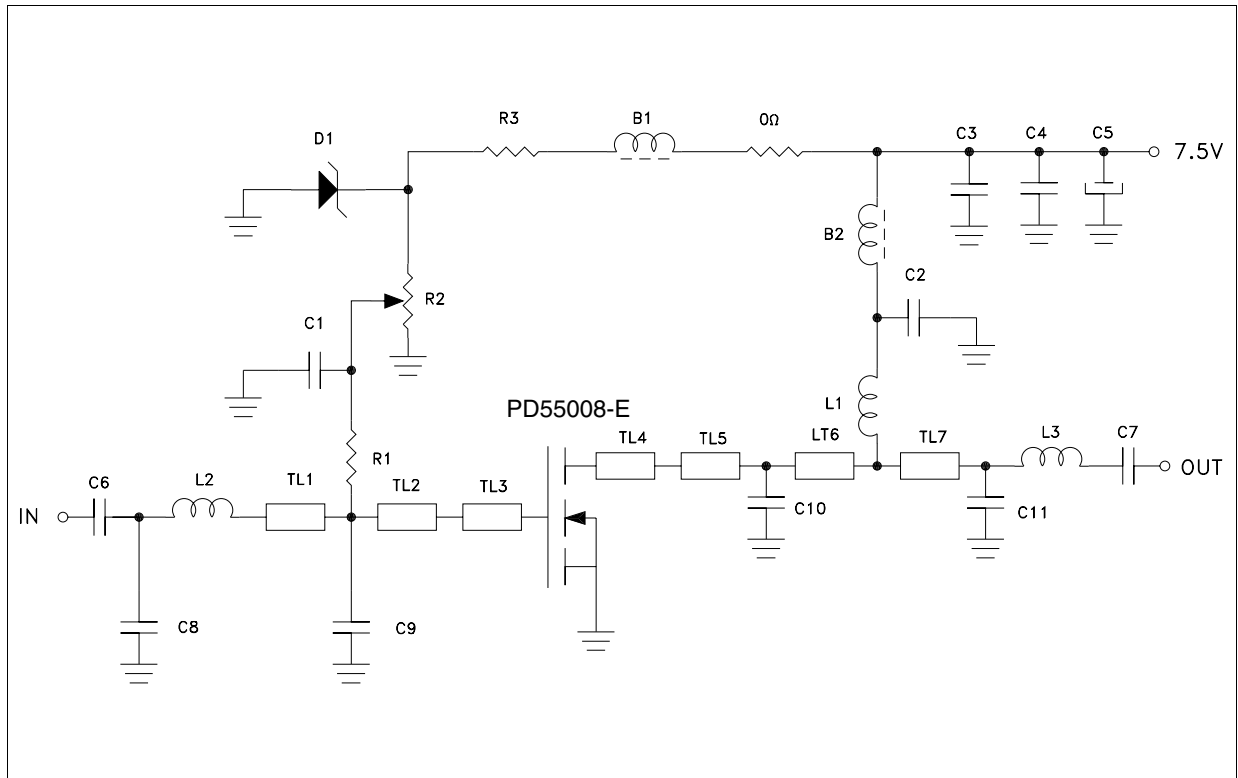 R3
B1
0Ω
D1
C3
C4
C5
7.5V
B2
C2
R2
C1
L1
PD55008-E
R1
TL4
TL5
LT6
TL7
L3
C7
OUT
C6
L2
TL1
TL2
TL3
IN
C10
C11
C8
C9